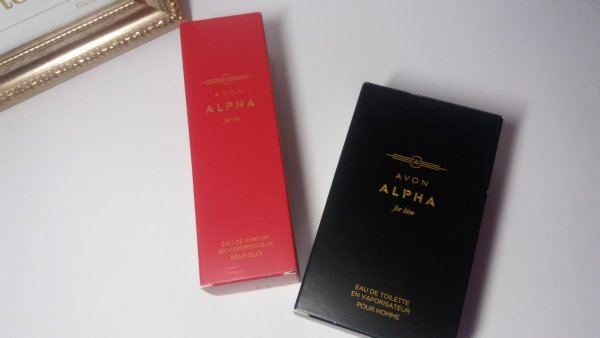 AVON
ALPHA
for her
EAU DE PARFUM
EN VAPORISATEUR
POUR ELLE
A
AVON
ALPHA
for him
EAU DE TOILETTE
EN VAPORISATEUR
POUR HOMME